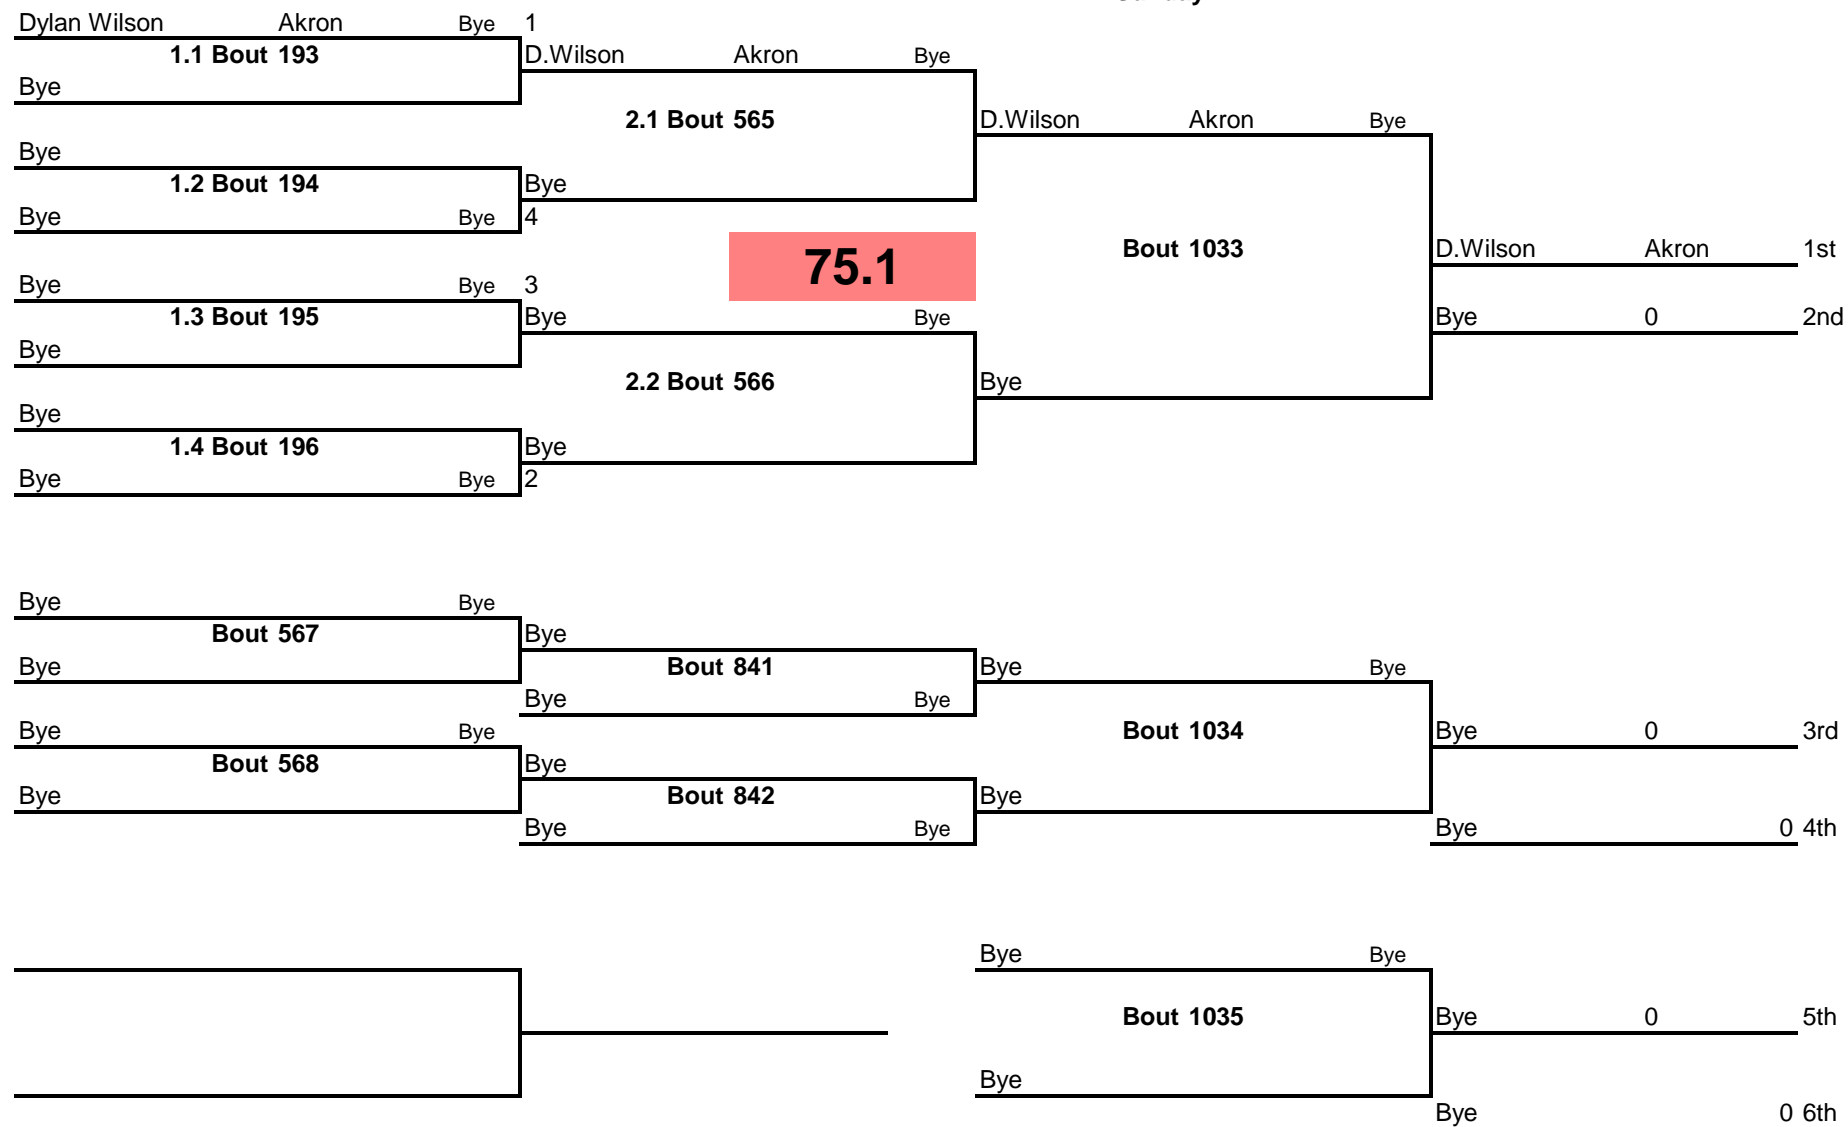 Dylan Wilson Akron Bye 1
1.1 Bout 193 D.Wilson Akron Bye
Bye
2.1 Bout 565 D.Wilson Akron Bye
Bye
1.2 Bout 194 Bye
Bye Bye 4
75.1 Bout 1033 D.Wilson Akron 1st
Bye Bye 3
1.3 Bout 195 Bye Bye Bye 0 2nd
Bye
2.2 Bout 566 Bye
Bye
1.4 Bout 196 Bye
Bye Bye 2
Bye Bye
Bout 567 Bye
Bye Bout 841 Bye Bye
Bye Bye
Bye Bye Bout 1034 Bye 0 3rd
Bout 568 Bye
Bye Bout 842 Bye
Bye Bye Bye 0 4th
Bye Bye
Bout 1035 Bye 0 5th
Bye
Bye 0 6th